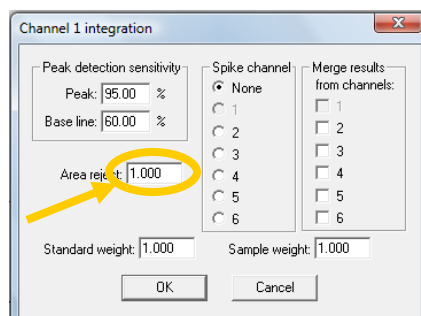 Channel 1 integration
Peak detection sensitivity
Peak: 95.00 %
Base line: 60.00 %
Area reject: 1.000
Spike channel
None
1
2
3
4
5
6
Merge results
from channels:
1
2
3
4
5
6
Standard weight: 1.000
Sample weight: 1.000
OK
Cancel